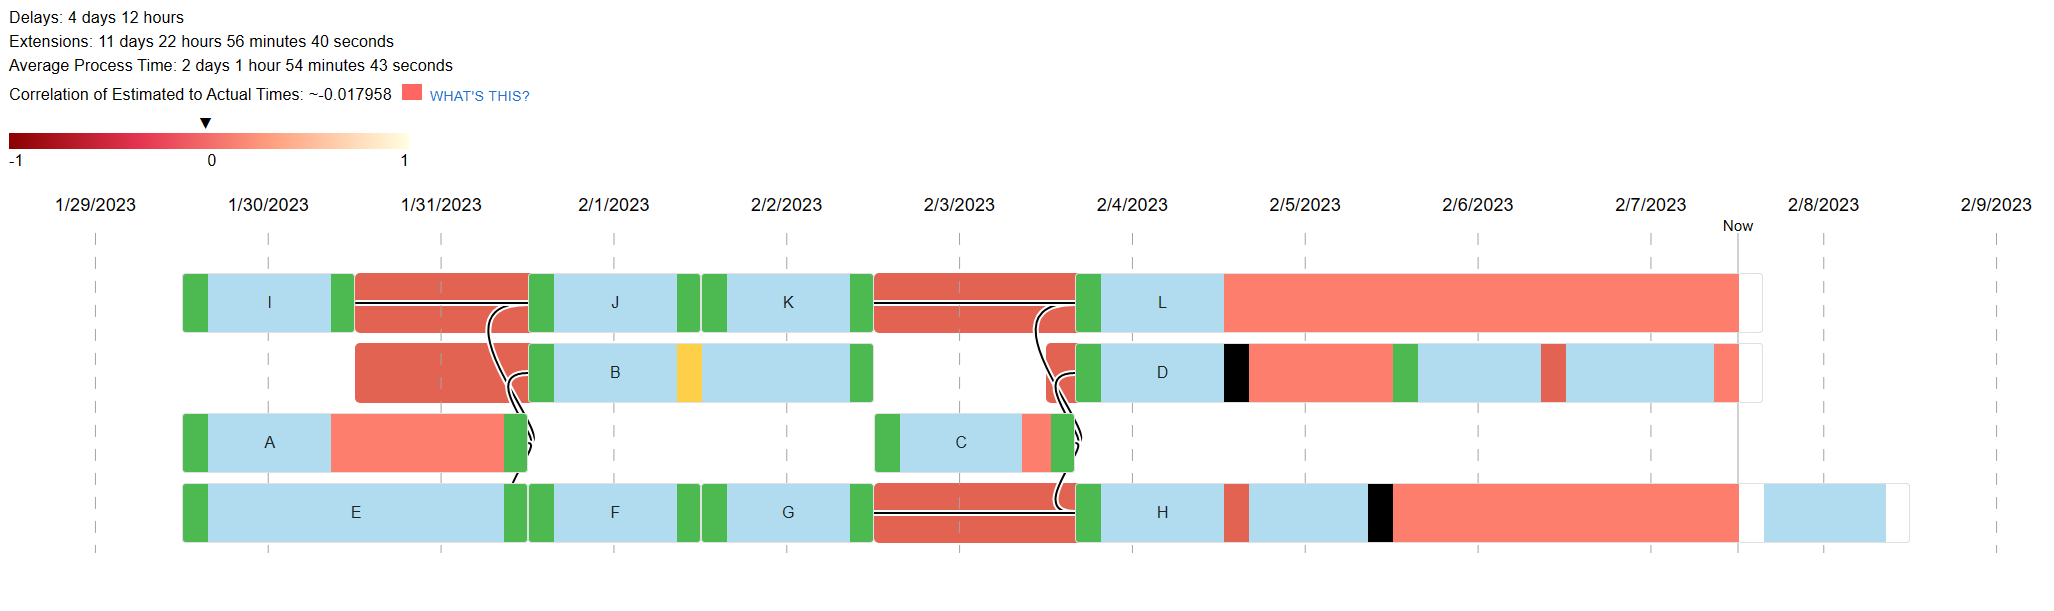 Delays: 4 days 12 hours
Extensions: 11 days 22 hours 56 minutes 40 seconds
Average Process Time: 2 days 1 hour 54 minutes 43 seconds
Correlation of Estimated to Actual Times: ~-0.017958 WHAT'S THIS?
▼
-1 0 1
1/29/2023 1/30/2023 1/31/2023 2/1/2023 2/2/2023 2/3/2023 2/4/2023 2/5/2023 2/6/2023 2/7/2023 2/8/2023 2/9/2023
Now
I J K L
B D
A C
E F G H